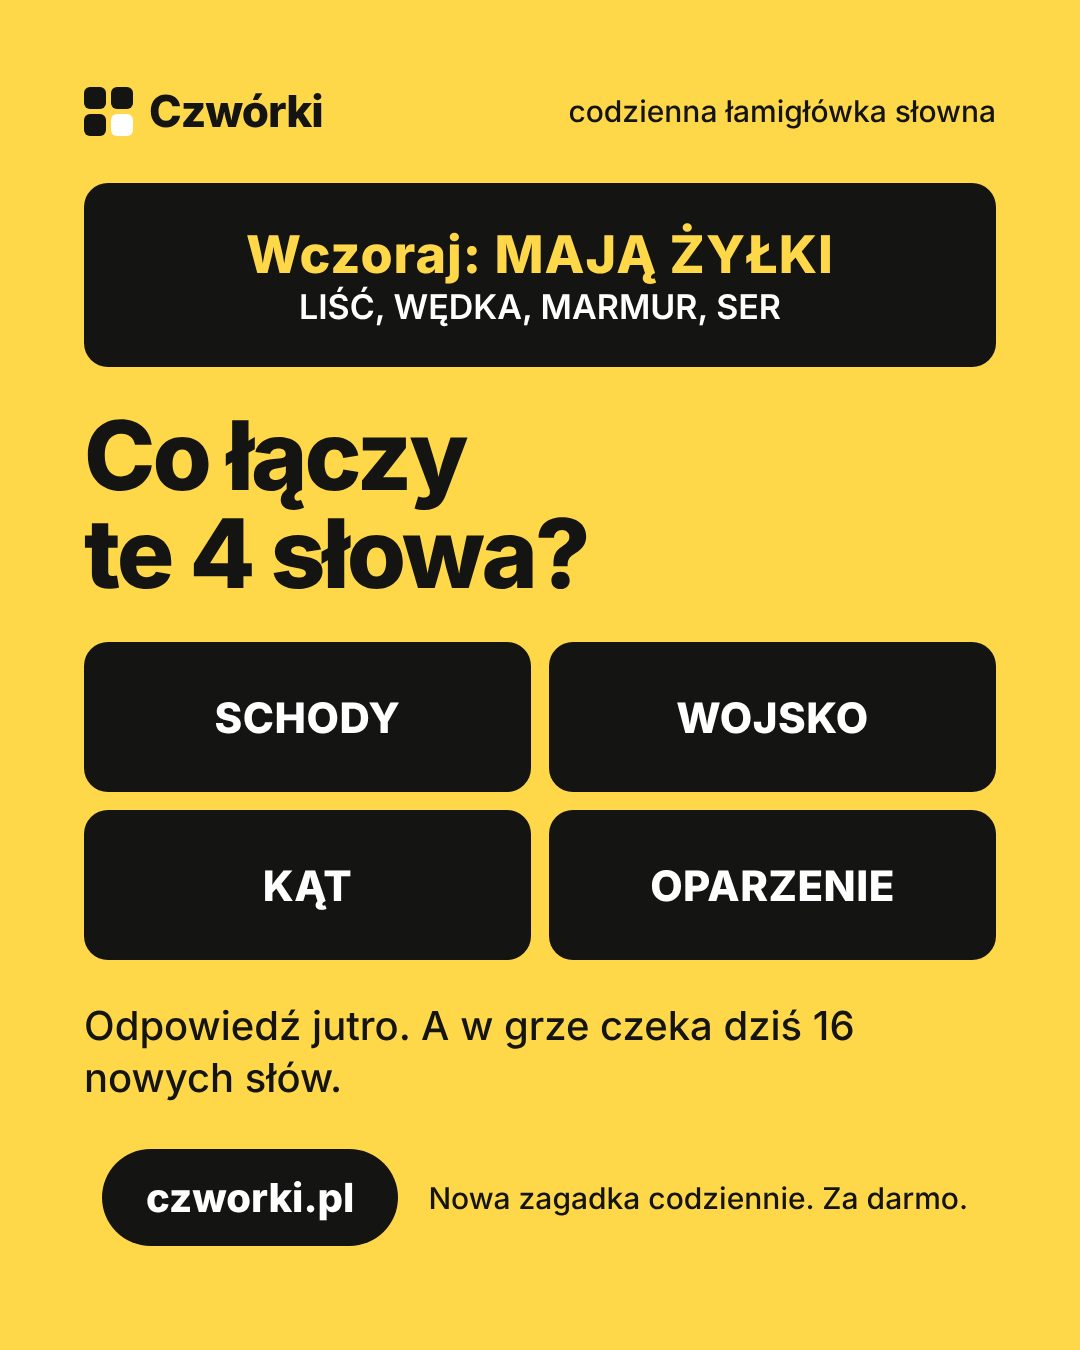 Czwórki
codzienna łamigłówka słowna
Wczoraj: MAJĄ ŻYŁKI
LIŚĆ, WĘDKA, MARMUR, SER
Co łączy
te 4 słowa?
SCHODY
WOJSKO
KĄT
OPARZENIE
Odpowiedź jutro. A w grze czeka dziś 16
nowych słów.
czworki.pl
Nowa zagadka codziennie. Za darmo.